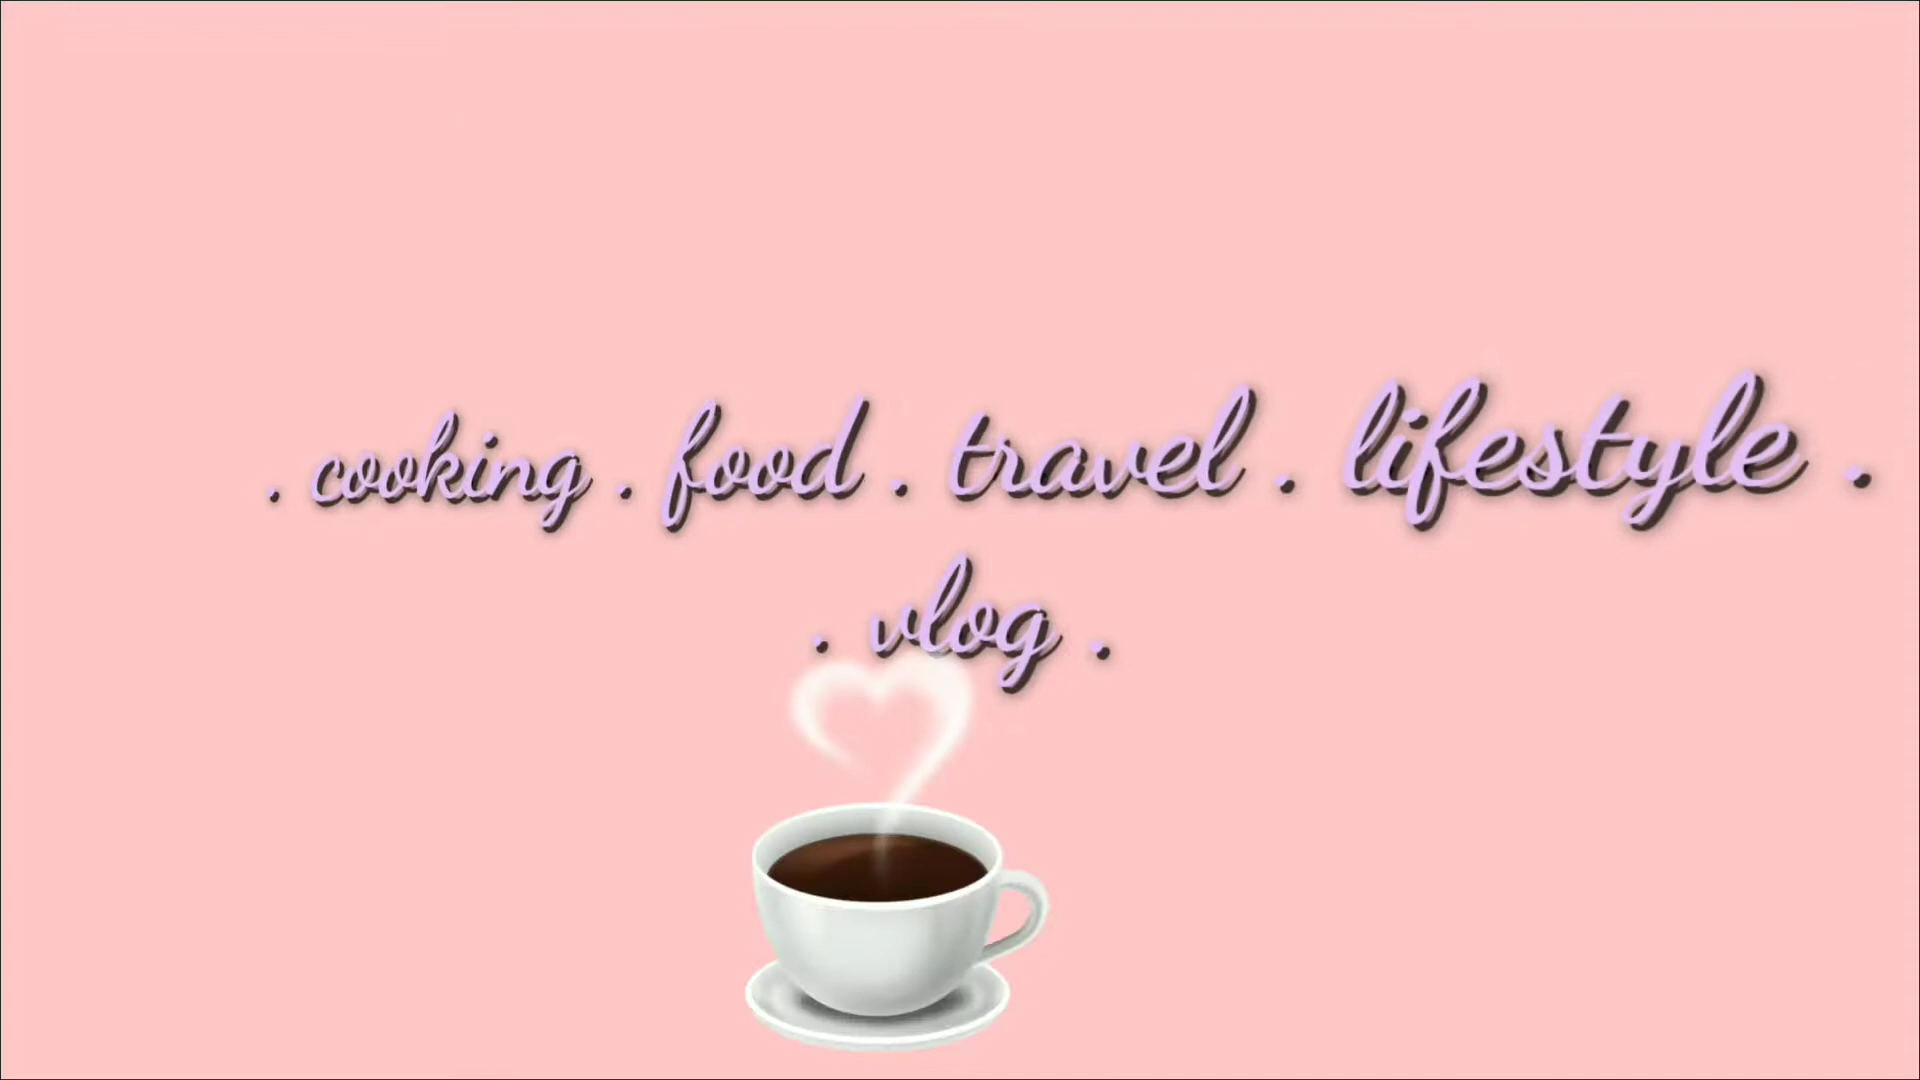 . cooking . food . travel . lifestyle .
. vlog .